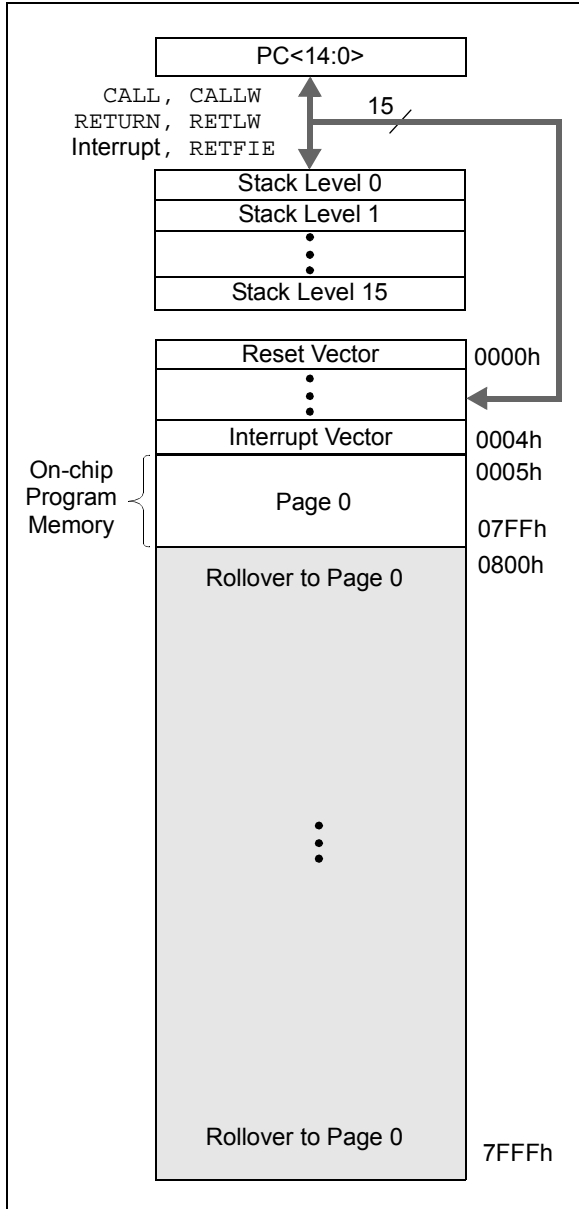 PC<14:0>
CALL, CALLW
RETURN, RETLW
Interrupt, RETFIE
15
Stack Level 0
Stack Level 1
Stack Level 15
Reset Vector
0000h
Interrupt Vector
0004h
On-chip
Program
Memory
0005h
Page 0
07FFh
Rollover to Page 0
0800h
Rollover to Page 0
7FFFh